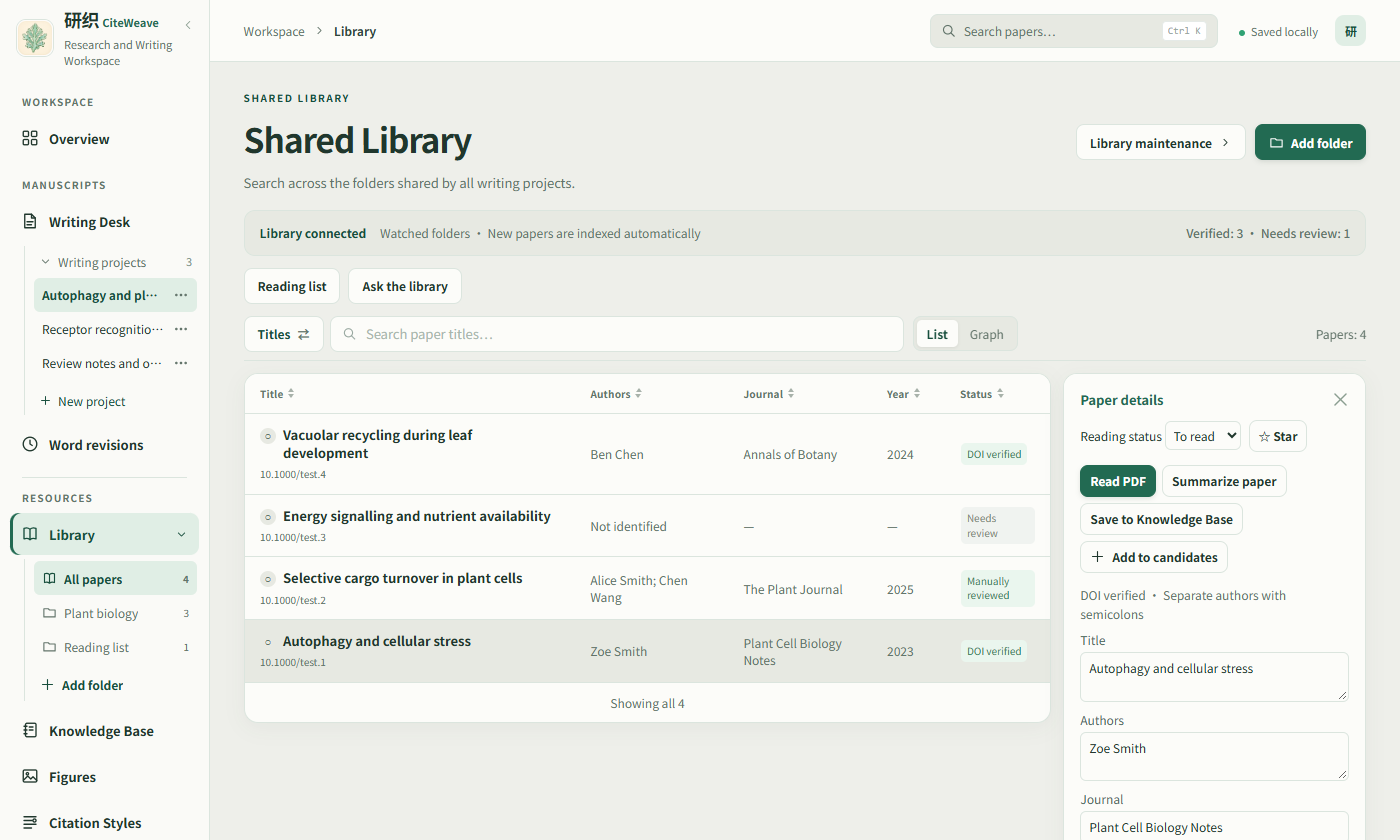 研织 CiteWeave
Research and Writing
Workspace
WORKSPACE
Overview
MANUSCRIPTS
Writing Desk
Writing projects 3
Autophagy and pl···
Receptor recognitio···
Review notes and o···
+ New project
Word revisions
RESOURCES
Library
All papers 4
Plant biology 3
Reading list 1
+ Add folder
Knowledge Base
Figures
Citation Styles
Workspace > Library
Search papers…
Ctrl K
Saved locally
研
SHARED LIBRARY
Shared Library
Search across the folders shared by all writing projects.
Library maintenance >
Add folder
Library connected Watched folders • New papers are indexed automatically
Verified: 3 • Needs review: 1
Reading list
Ask the library
Titles
Search paper titles…
List
Graph
Papers: 4
Title Authors Journal Year Status
Vacuolar recycling during leaf
development
10.1000/test.4
Ben Chen
Annals of Botany
2024
DOI verified
Energy signalling and nutrient availability
10.1000/test.3
Not identified
—
—
Needs
review
Selective cargo turnover in plant cells
10.1000/test.2
Alice Smith; Chen
Wang
The Plant Journal
2025
Manually
reviewed
Autophagy and cellular stress
10.1000/test.1
Zoe Smith
Plant Cell Biology
Notes
2023
DOI verified
Showing all 4
Paper details
Reading status To read
☆ Star
Read PDF
Summarize paper
Save to Knowledge Base
+ Add to candidates
DOI verified • Separate authors with
semicolons
Title
Autophagy and cellular stress
Authors
Zoe Smith
Journal
Plant Cell Biology Notes